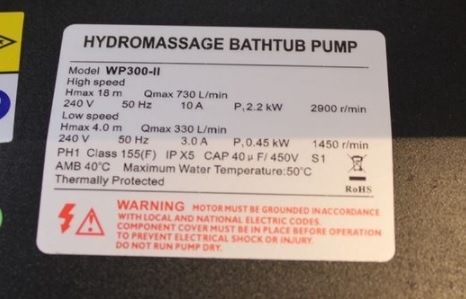 HYDROMASSAGE BATHTUB PUMP
Model WP300-II
High speed
Hmax 18 m Qmax 730 L/min
240 V 50 Hz 10 A P₁ 2.2 kW 2900 r/min
Low speed
Hmax 4.0 m Qmax 330 L/min
240 V 50 Hz 3.0 A P₁ 0.45 kW 1450 r/min
PH1 Class 155(F) IP X5 CAP 40 μF/ 450V S1
AMB 40°C Maximum Water Temperature:50°C
Thermally Protected
RoHS
WARNING MOTOR MUST BE GROUNDED IN ACCORDANCE
WITH LOCAL AND NATIONAL ELECTRIC CODES.
COMPONENT COVER MUST BE IN PLACE BEFORE OPERATION
TO PREVENT ELECTRICAL SHOCK OR INJURY.
DO NOT RUN PUMP DRY.